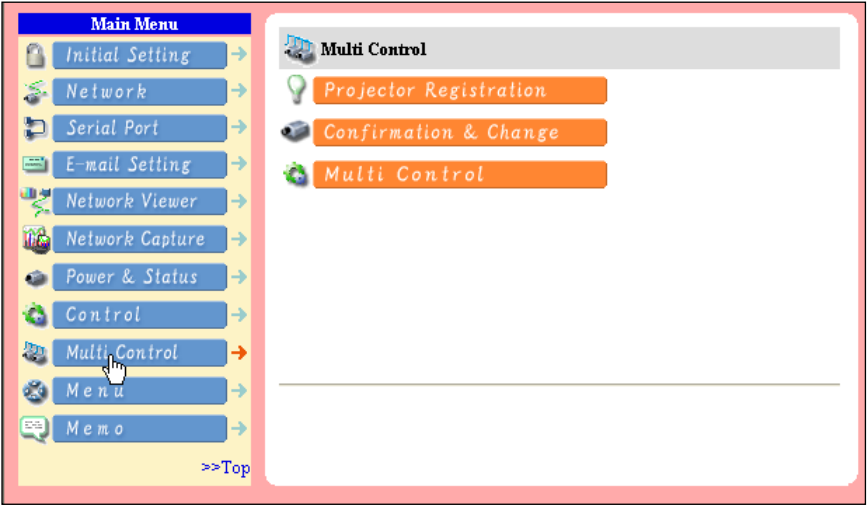 Main Menu
Initial Setting
Network
Serial Port
E-mail Setting
Network Viewer
Network Capture
Power & Status
Control
Multi Control
Menu
Memo
>>Top
Multi Control
Projector Registration
Confirmation & Change
Multi Control